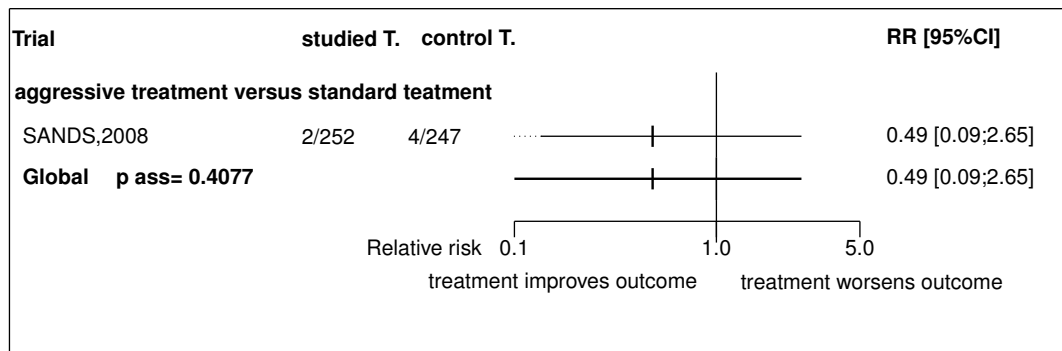 Trial studied T. control T. RR [95%CI]
aggressive treatment versus standard teatment
SANDS,2008 2/252 4/247 0.49 [0.09;2.65]
Global p ass= 0.4077 0.49 [0.09;2.65]
Relative risk 0.1 1.0 5.0
treatment improves outcome treatment worsens outcome